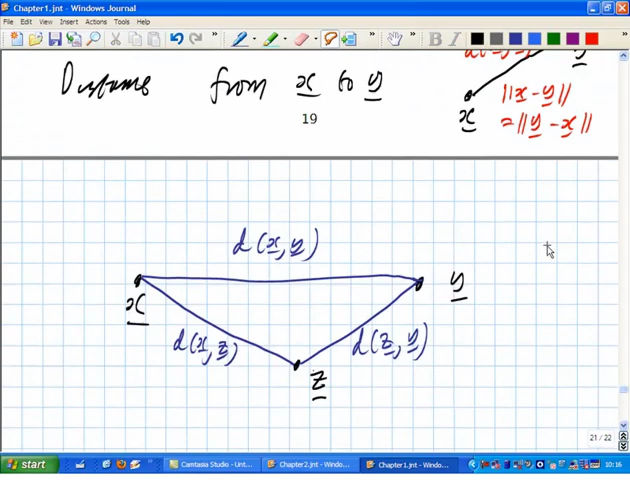 Chapter1.jnt - Windows Journal
File Edit View Insert Actions Tools Help
B I
Distance from x to y
||x - y||
= ||y - x||
x
y
19
d(x, y)
x
y
d(x, z)
d(z, y)
z
21 / 22
start
Camtasia Studio - Unt...
Chapter2.jnt - Windo...
Chapter1.jnt - Windo...
10:16